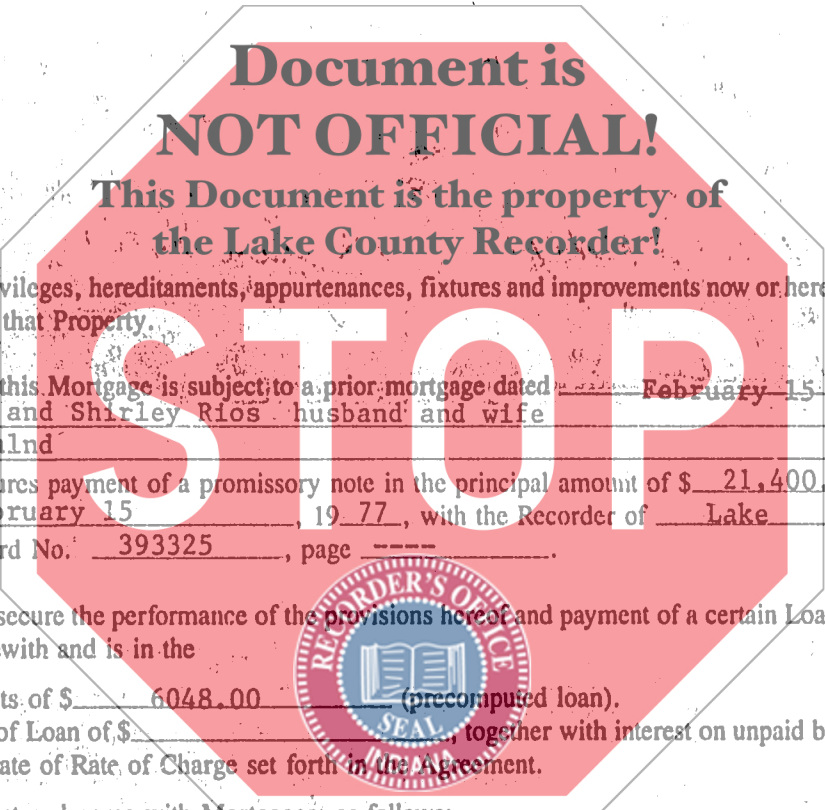 Document is
NOT OFFICIAL!
This Document is the property of
the Lake County Recorder!
vileges, hereditaments, appurtenances, fixtures and improvements now or here
that Property.
STOP
this Mortgage is subject to a prior mortgage dated February 15
and Shirley Rios husband and wife
alnd
ures payment of a promissory note in the principal amount of $ 21,400.
bruary 15, 19 77, with the Recorder of Lake
rd No. 393325, page ----.
secure the performance of the provisions hereof and payment of a certain Loa
with and is in the
ts of $ 6048.00 (precomputed loan).
of Loan of $, together with interest on unpaid b
ate of Rate of Charge set forth in the Agreement.
RECORDER'S OFFICE
SEAL
INDIANA